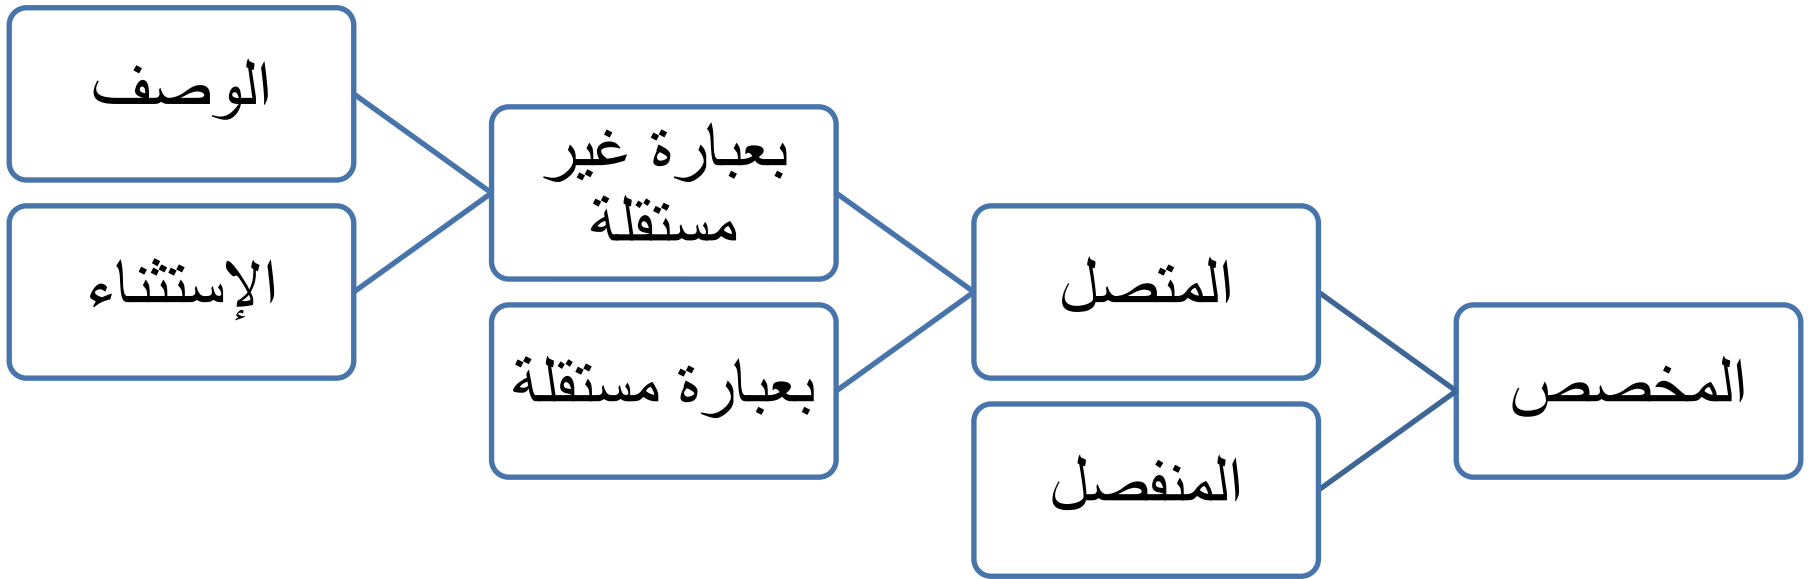 المخصص
المتصل
المنفصل
بعبارة غير
مستقلة
بعبارة مستقلة
الوصف
الإستثناء